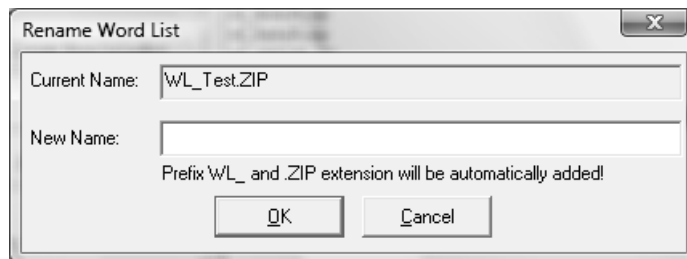 Rename Word List
Current Name: WL_Test.ZIP
New Name:
Prefix WL_ and .ZIP extension will be automatically added!
OK Cancel